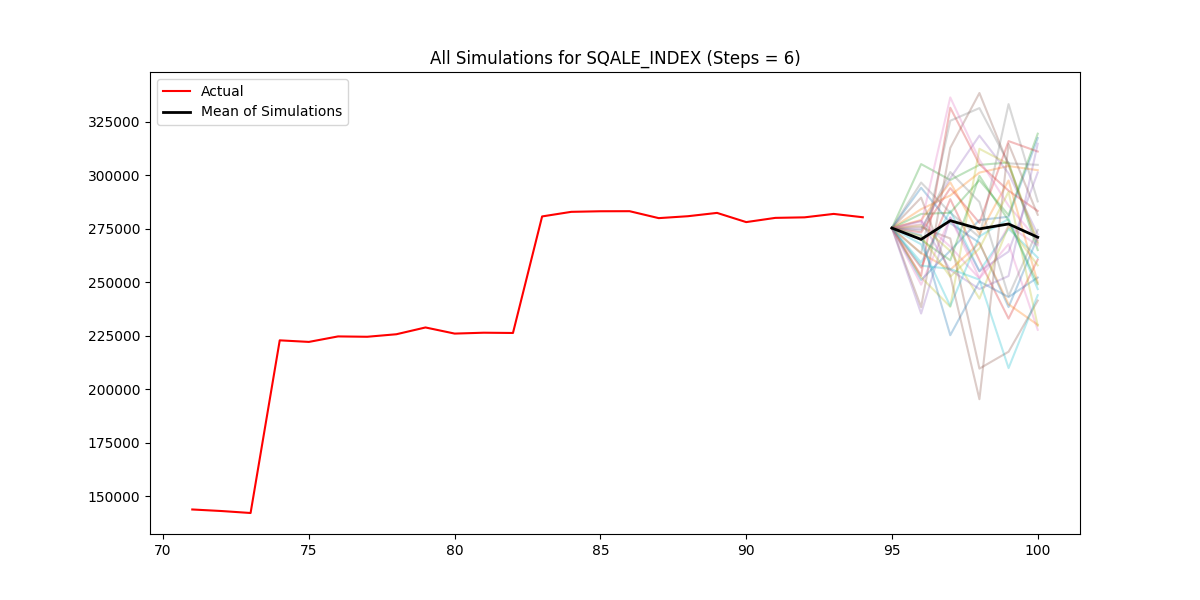 All Simulations for SQALE_INDEX (Steps = 6)
Actual
Mean of Simulations
325000
300000
275000
250000
225000
200000
175000
150000
70 75 80 85 90 95 100